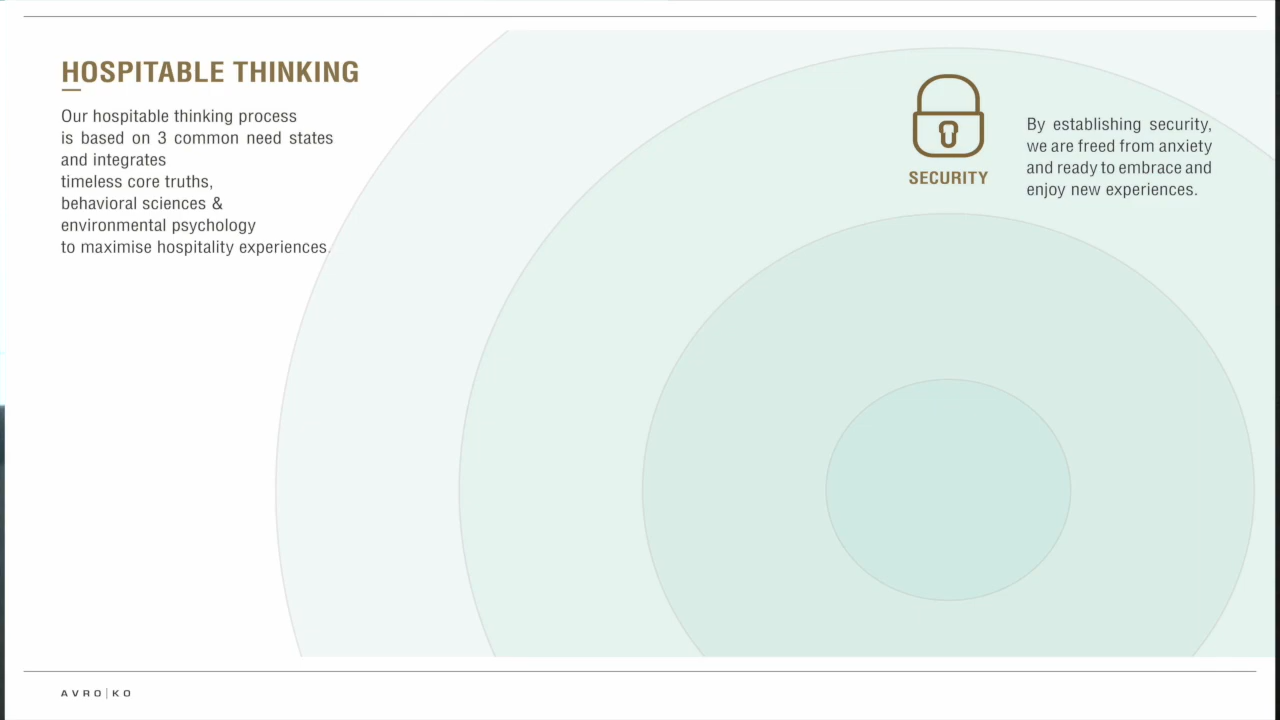 HOSPITABLE THINKING
Our hospitable thinking process
is based on 3 common need states
and integrates
timeless core truths,
behavioral sciences &
environmental psychology
to maximise hospitality experiences.
SECURITY
By establishing security,
we are freed from anxiety
and ready to embrace and
enjoy new experiences.
AVRO|KO